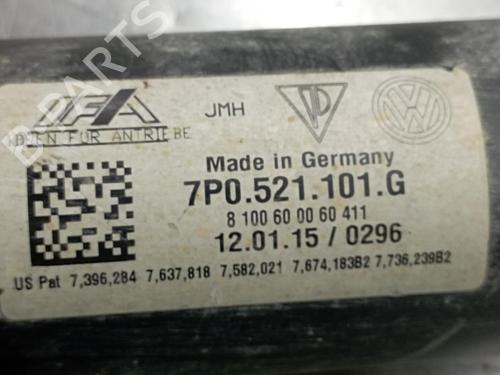 IFA
JMH
IDEEN FÜR ANTRIEBE
Made in Germany
7P0.521.101.G
8 100 60 00 60 411
12.01.15 / 0296
US Pat 7,396,284 7,637,818 7,582,021 7,674,183B2 7,736,239B2
B PARTS